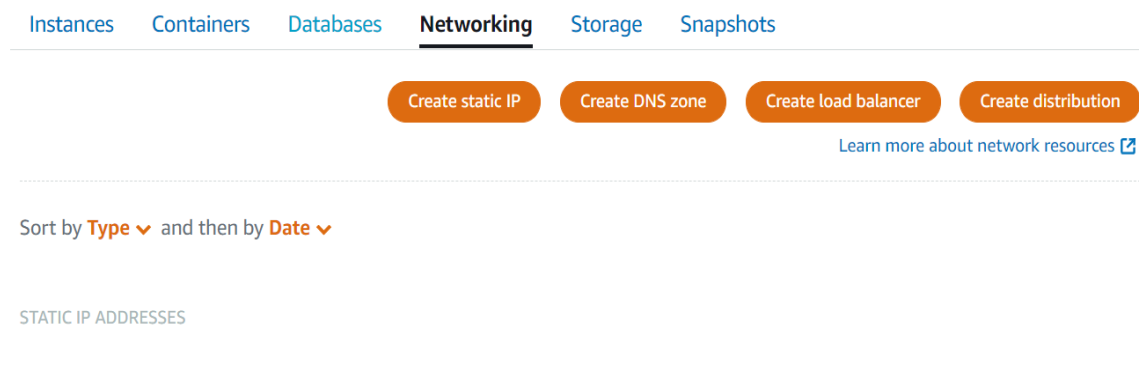 Instances Containers Databases Networking Storage Snapshots
Create static IP Create DNS zone Create load balancer Create distribution
Learn more about network resources
Sort by Type and then by Date
STATIC IP ADDRESSES